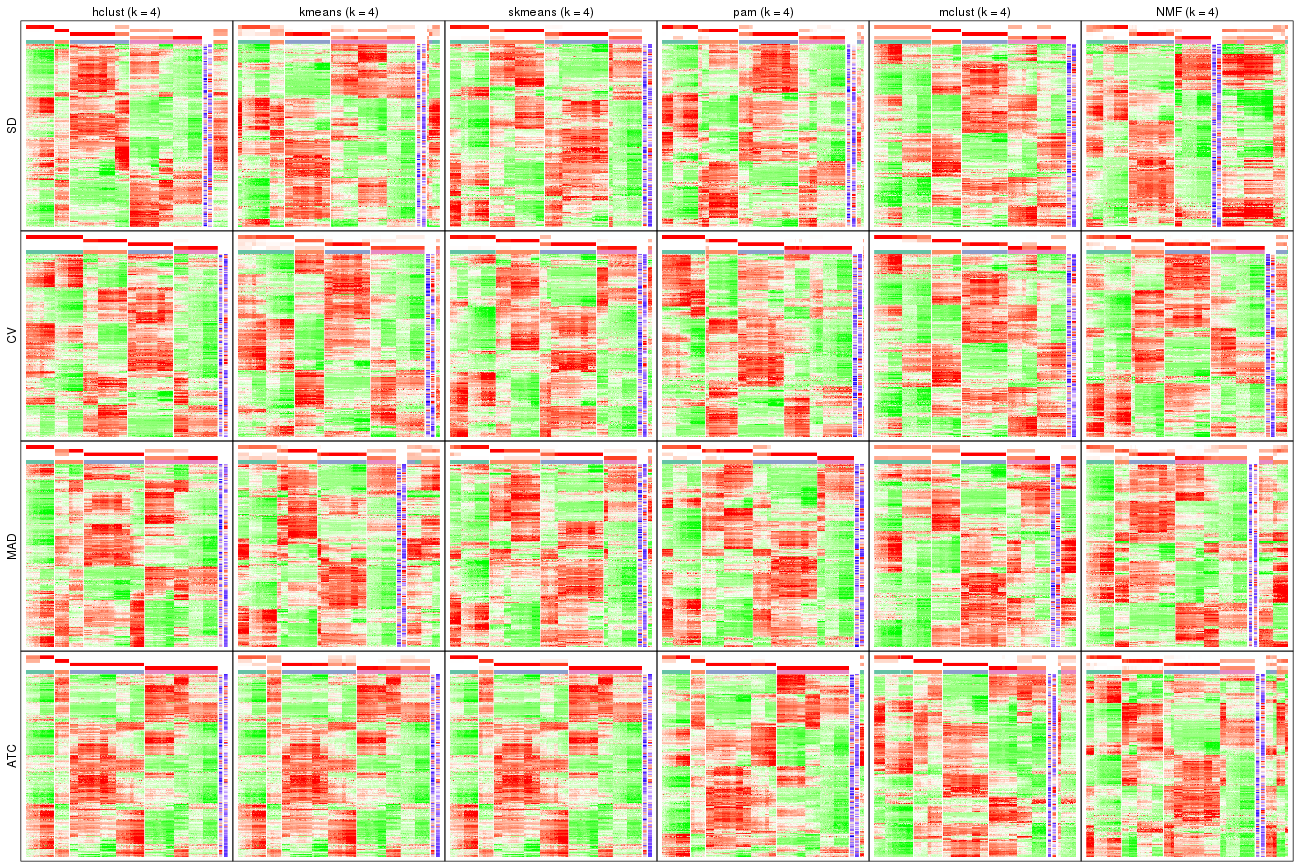 hclust (k = 4) kmeans (k = 4) skmeans (k = 4) pam (k = 4) mclust (k = 4) NMF (k = 4)
SD
CV
MAD
ATC